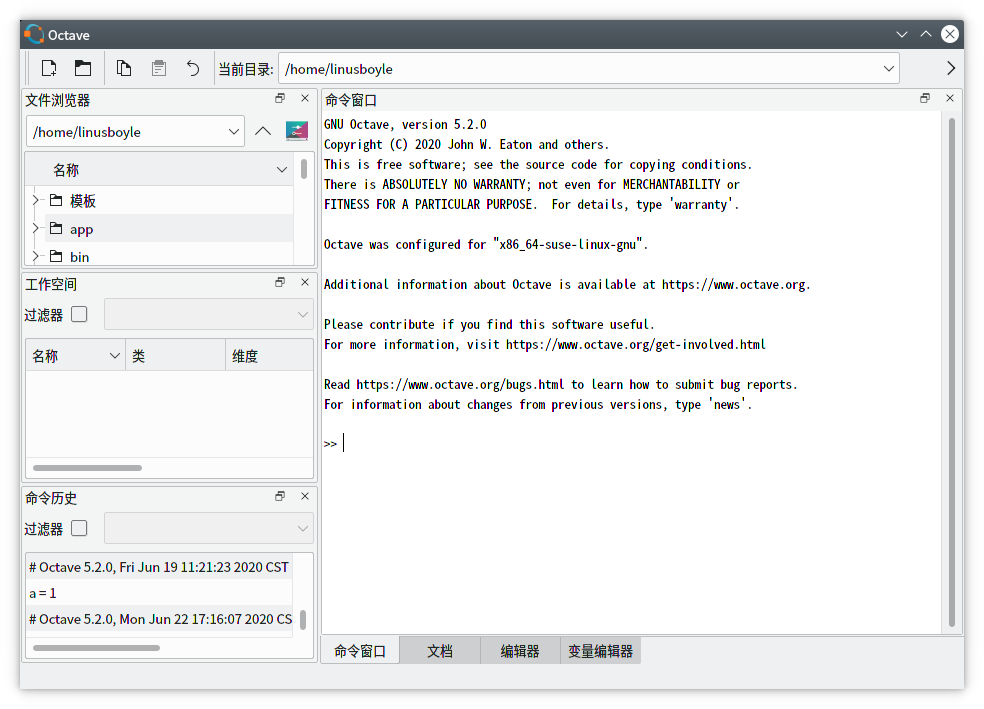 Octave
当前目录: /home/linusboyle
文件浏览器
/home/linusboyle
名称
模板
app
bin
工作空间
过滤器
名称 类 维度
命令历史
过滤器
# Octave 5.2.0, Fri Jun 19 11:21:23 2020 CST
a = 1
# Octave 5.2.0, Mon Jun 22 17:16:07 2020 CS
命令窗口
GNU Octave, version 5.2.0
Copyright (C) 2020 John W. Eaton and others.
This is free software; see the source code for copying conditions.
There is ABSOLUTELY NO WARRANTY; not even for MERCHANTABILITY or
FITNESS FOR A PARTICULAR PURPOSE.  For details, type 'warranty'.
Octave was configured for "x86_64-suse-linux-gnu".
Additional information about Octave is available at https://www.octave.org.
Please contribute if you find this software useful.
For more information, visit https://www.octave.org/get-involved.html
Read https://www.octave.org/bugs.html to learn how to submit bug reports.
For information about changes from previous versions, type 'news'.
>>
命令窗口 文档 编辑器 变量编辑器